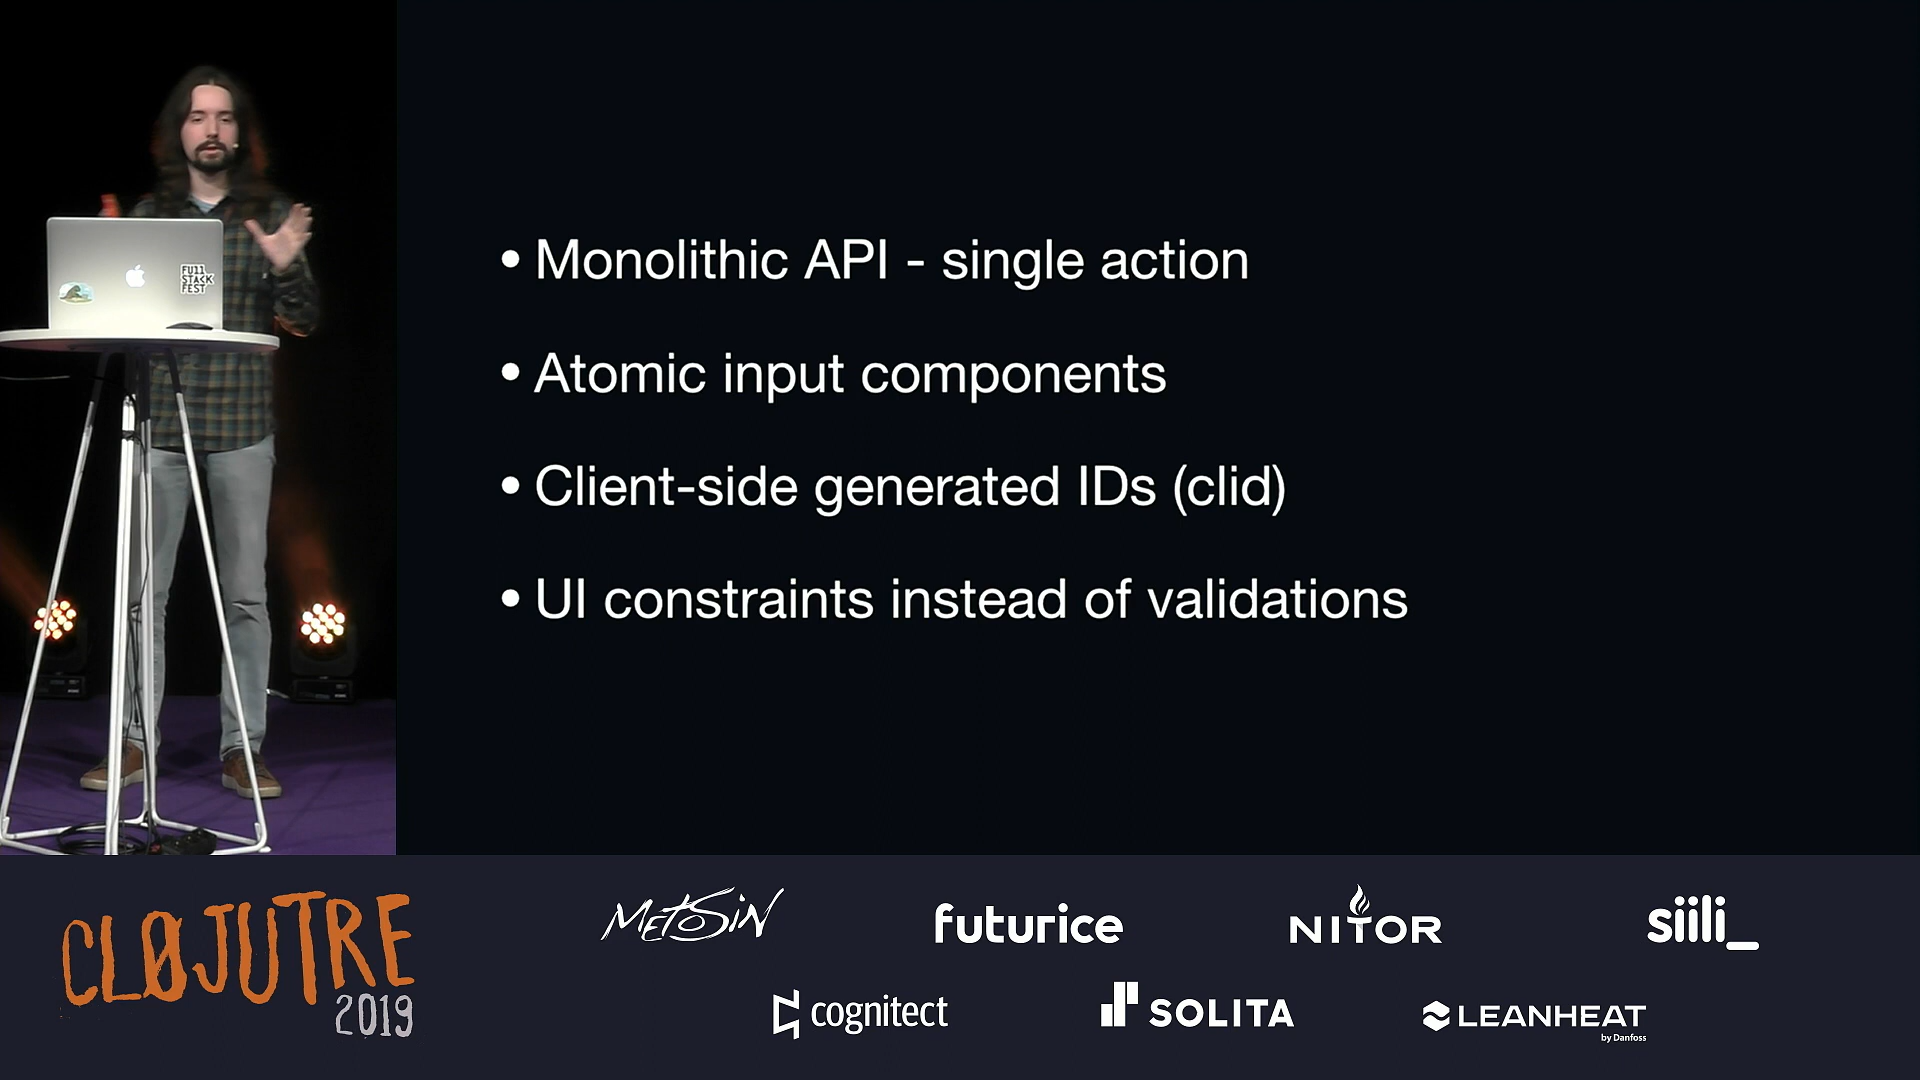 FULL
STACK
FEST
• Monolithic API - single action
• Atomic input components
• Client-side generated IDs (clid)
• UI constraints instead of validations
CLØJUTRE
2019
METOSIN
futurice
NITOR
siili_
cognitect
SOLITA
LEANHEAT
by Danfoss